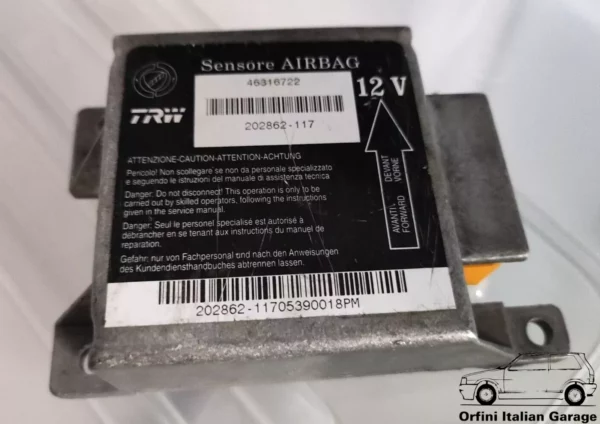 Sensore AIRBAG
46316722
12 V
TRW
202862-117
ATTENZIONE-CAUTION-ATTENTION-ACHTUNG
Pericolo! Non scollegare se non da personale specializzato
e seguendo le istruzioni del manuale di assistenza tecnica
Danger: Do not disconnect! This operation is only to be
carried out by skilled operators, following the instructions
given in the service manual.
Danger: Seul le personel spécialisé est autorisé à
débrancher en se tenant aux instructions du manuel de
reparation.
Gefahr: nur von Fachpersonal nach den Anweisungen
des Kundendiensthandbuches abtrennen lassen.
AVANTI DEVANT
FORWARD VORNE
202862-11705390018PM
Orfini Italian Garage